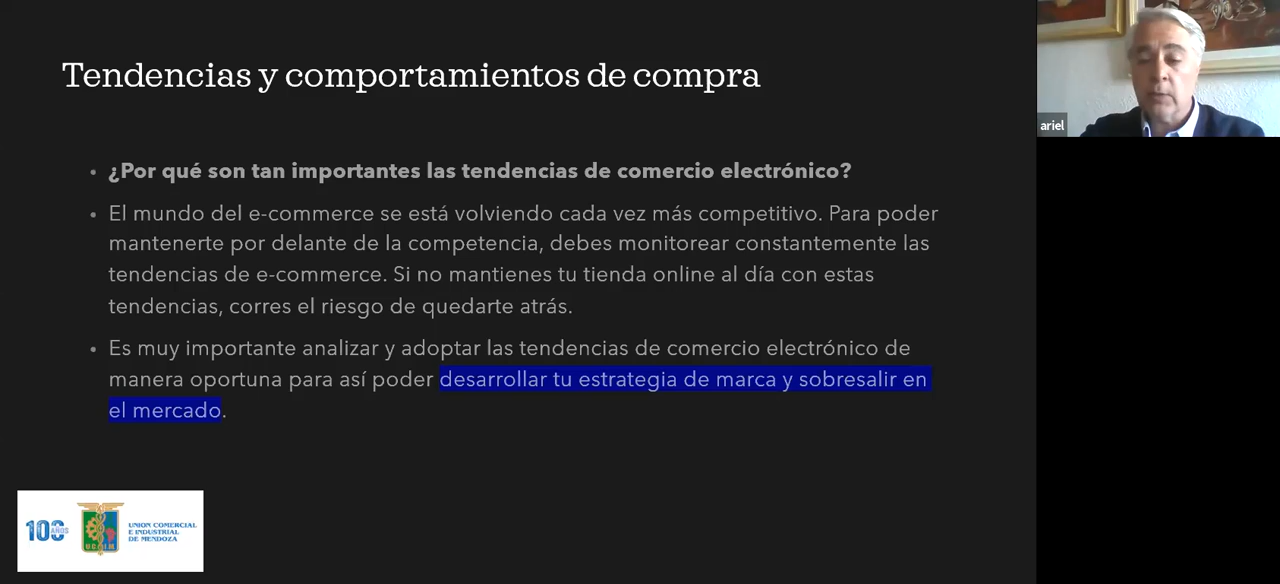 Tendencias y comportamientos de compra
ariel
• ¿Por qué son tan importantes las tendencias de comercio electrónico?
• El mundo del e-commerce se está volviendo cada vez más competitivo. Para poder
mantenerte por delante de la competencia, debes monitorear constantemente las
tendencias de e-commerce. Si no mantienes tu tienda online al día con estas
tendencias, corres el riesgo de quedarte atrás.
• Es muy importante analizar y adoptar las tendencias de comercio electrónico de
manera oportuna para así poder desarrollar tu estrategia de marca y sobresalir en
el mercado.
100 AÑOS
UCIM
UNION COMERCIAL
E INDUSTRIAL
DE MENDOZA